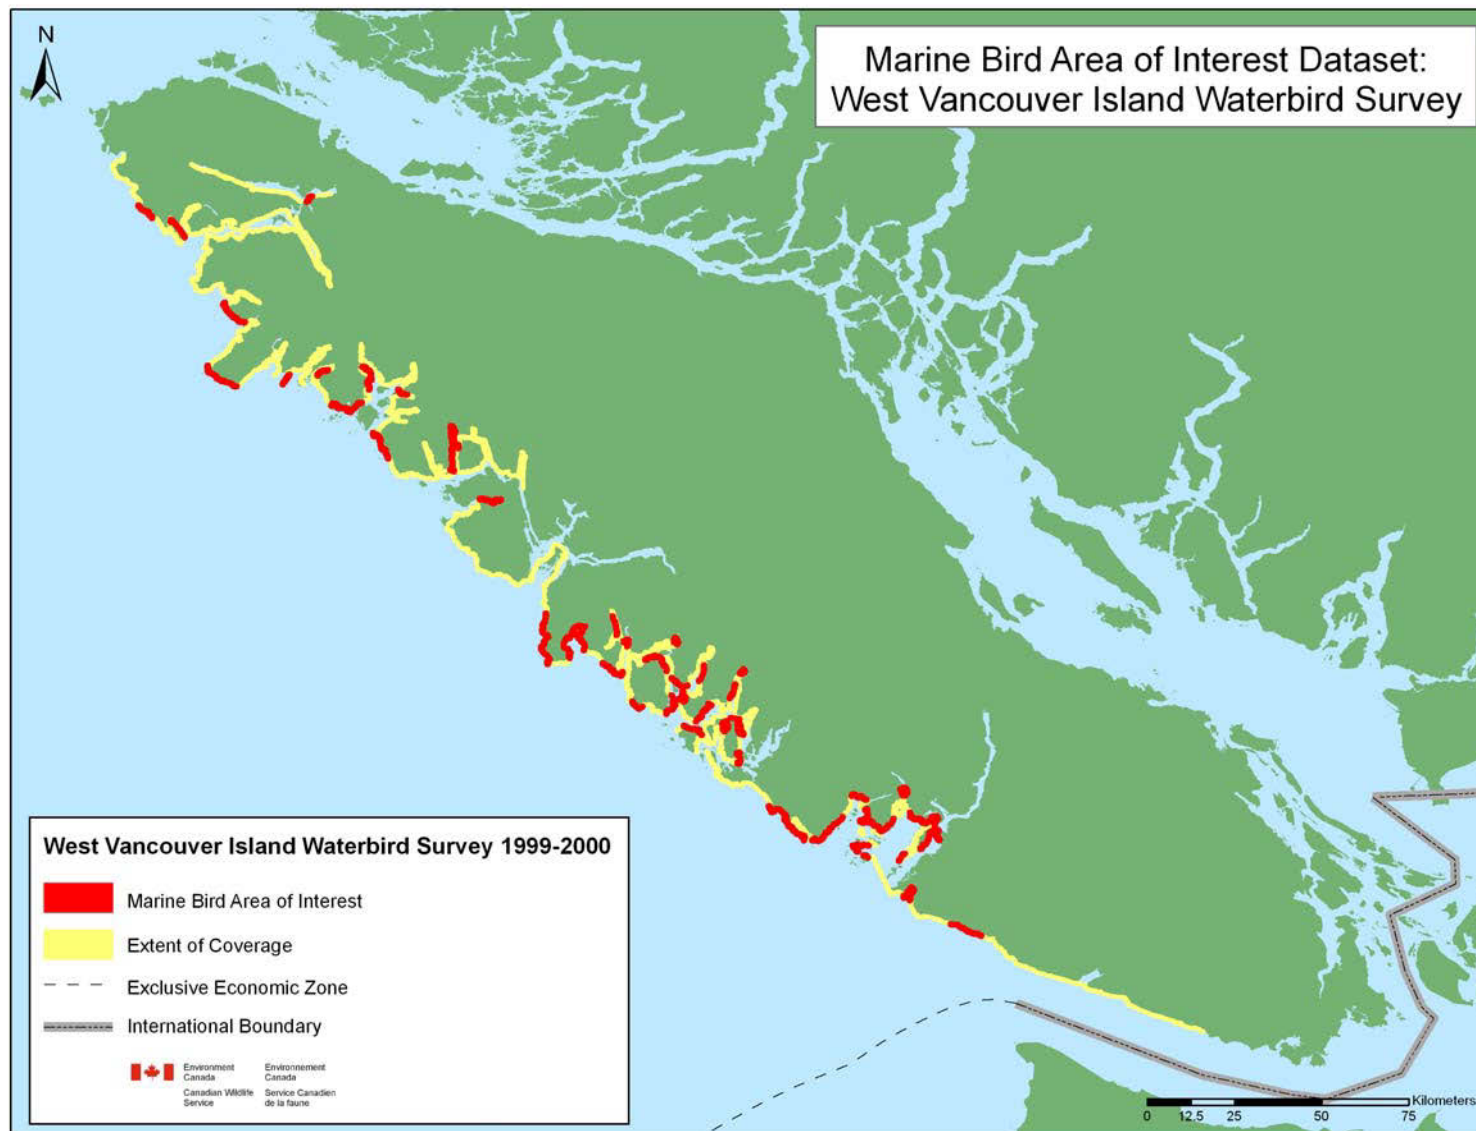 N
Marine Bird Area of Interest Dataset:
West Vancouver Island Waterbird Survey
West Vancouver Island Waterbird Survey 1999-2000
Marine Bird Area of Interest
Extent of Coverage
Exclusive Economic Zone
International Boundary
Environment Canada
Environnement Canada
Canadian Wildlife Service
Service Canadien de la faune
Kilometers
0 12.5 25 50 75